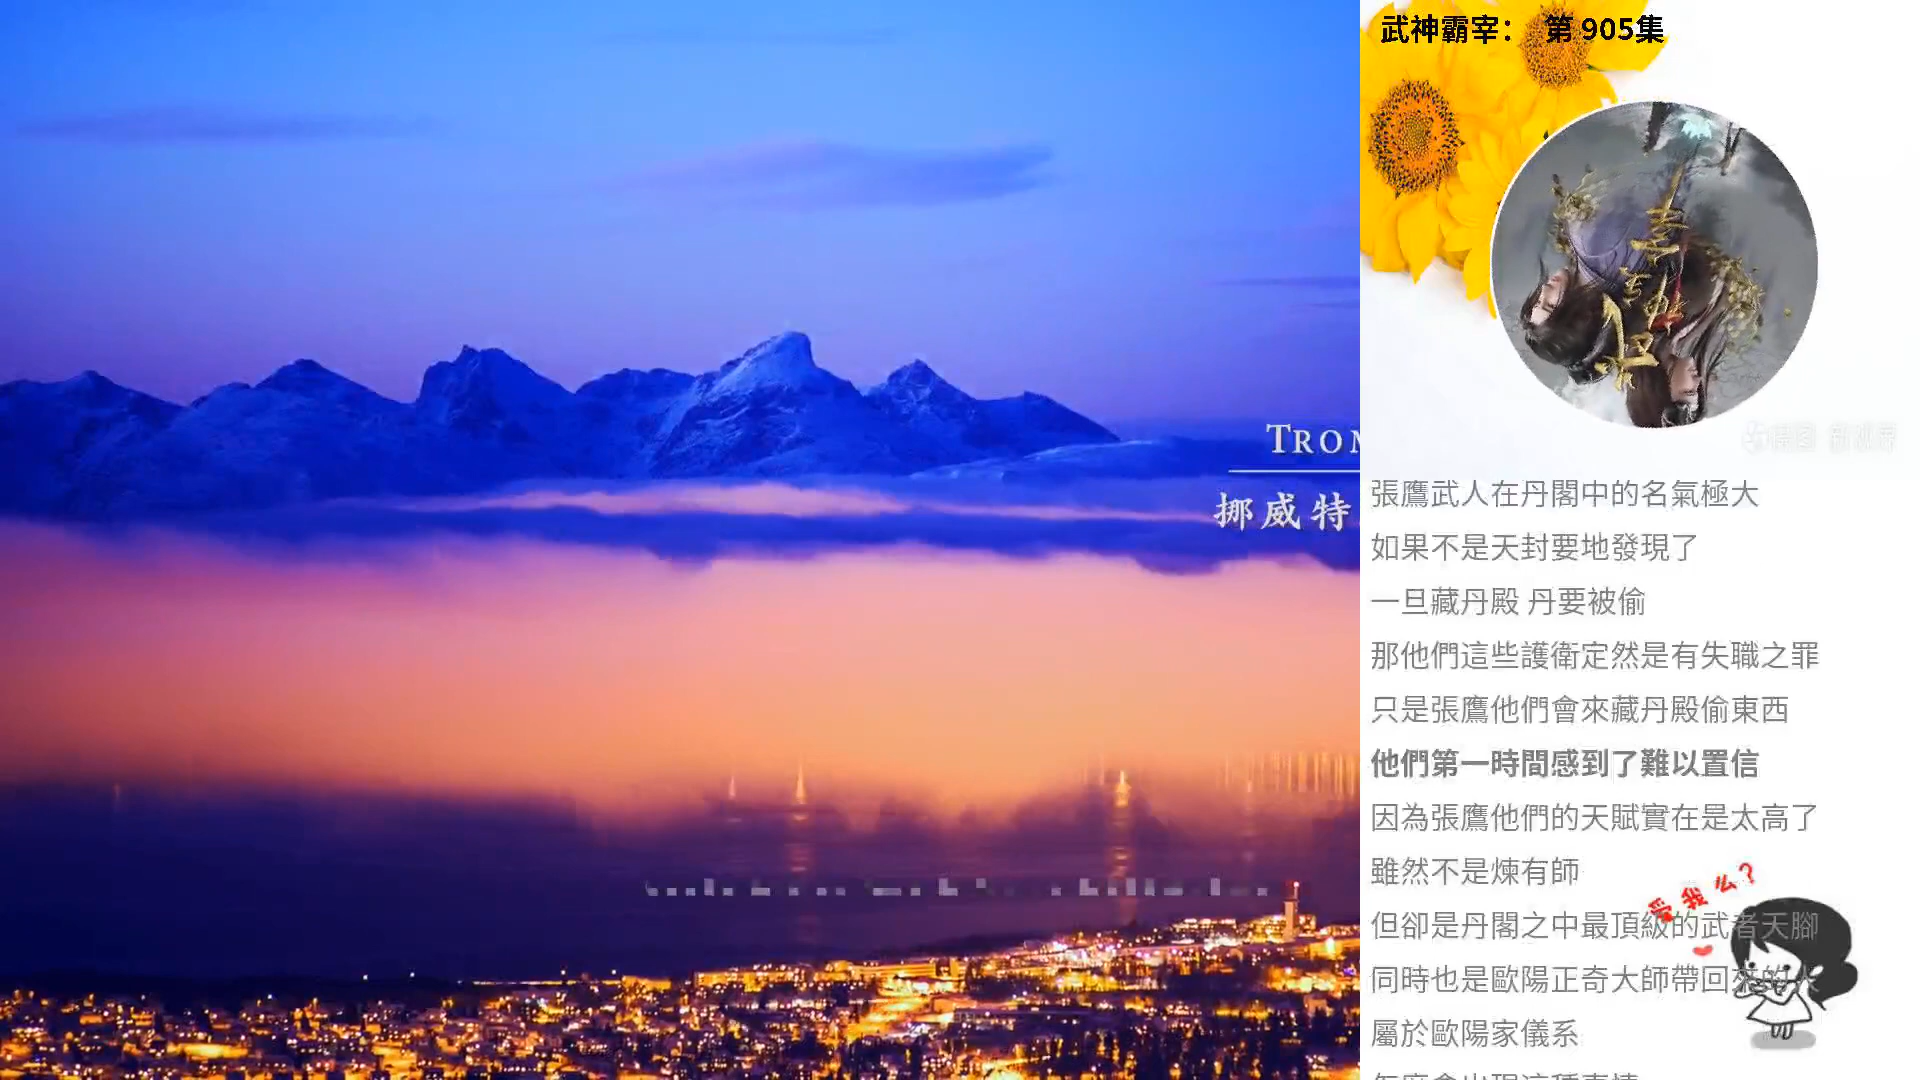 武神霸宰： 第 905集
TROM
挪威特
張鷹武人在丹閣中的名氣極大
如果不是天封要地發現了
一旦藏丹殿 丹要被偷
那他們這些護衛定然是有失職之罪
只是張鷹他們會來藏丹殿偷東西
他們第一時間感到了難以置信
因為張鷹他們的天賦實在是太高了
雖然不是煉有師
愛我么?
但卻是丹閣之中最頂級的武者天腳
同時也是歐陽正奇大師帶回來的人
屬於歐陽家儀系